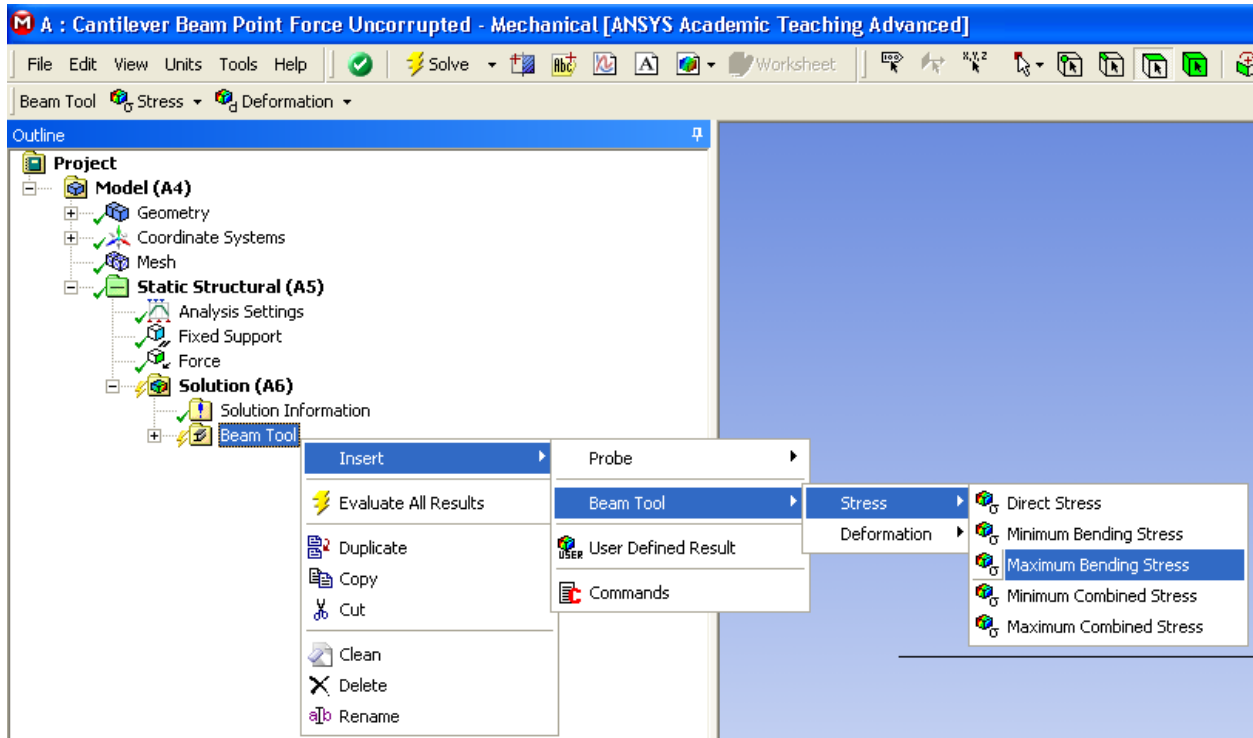 A : Cantilever Beam Point Force Uncorrupted - Mechanical [ANSYS Academic Teaching Advanced]
File Edit View Units Tools Help Solve Worksheet
Beam Tool Stress Deformation
Outline
Project
Model (A4)
Geometry
Coordinate Systems
Mesh
Static Structural (A5)
Analysis Settings
Fixed Support
Force
Solution (A6)
Solution Information
Beam Tool
Insert
Evaluate All Results
Duplicate
Copy
Cut
Clean
Delete
Rename
Probe
Beam Tool
User Defined Result
Commands
Stress
Deformation
Direct Stress
Minimum Bending Stress
Maximum Bending Stress
Minimum Combined Stress
Maximum Combined Stress